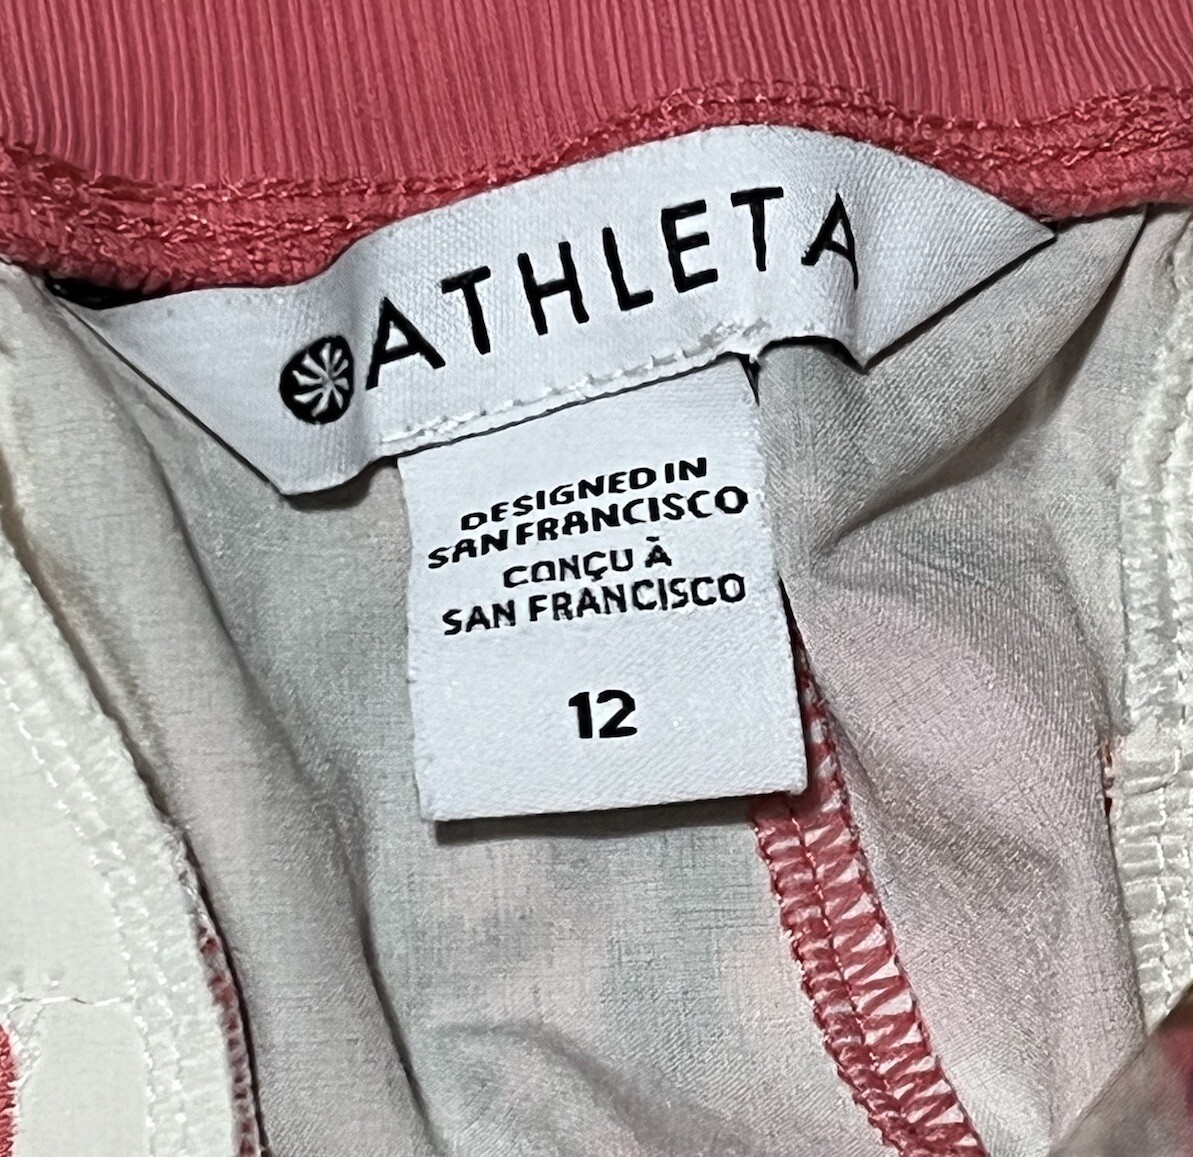 ATHLETA
DESIGNED IN
SAN FRANCISCO
CONÇU À
SAN FRANCISCO
12